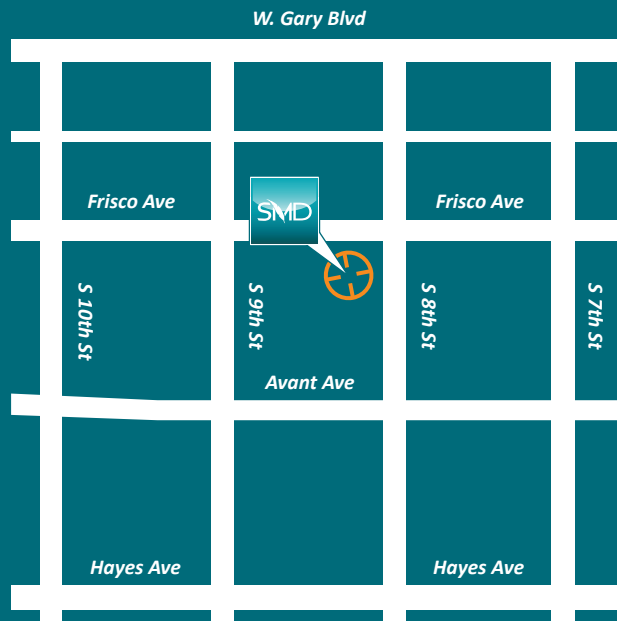 W. Gary Blvd
Frisco Ave
SMD
Frisco Ave
S 10th St
S 9th St
S 8th St
S 7th St
Avant Ave
Hayes Ave
Hayes Ave